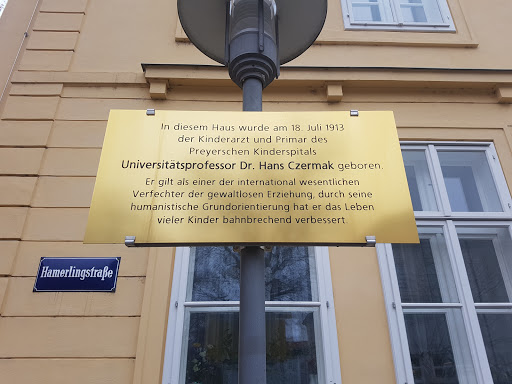 In diesem Haus wurde am 18. Juli 1913
der Kinderarzt und Primar des
Preyerschen Kinderspitals
Universitätsprofessor Dr. Hans Czermak geboren.
Er gilt als einer der international wesentlichen
Verfechter der gewaltlosen Erziehung, durch seine
humanistische Grundorientierung hat er das Leben
vieler Kinder bahnbrechend verbessert.
Hamerlingstraße